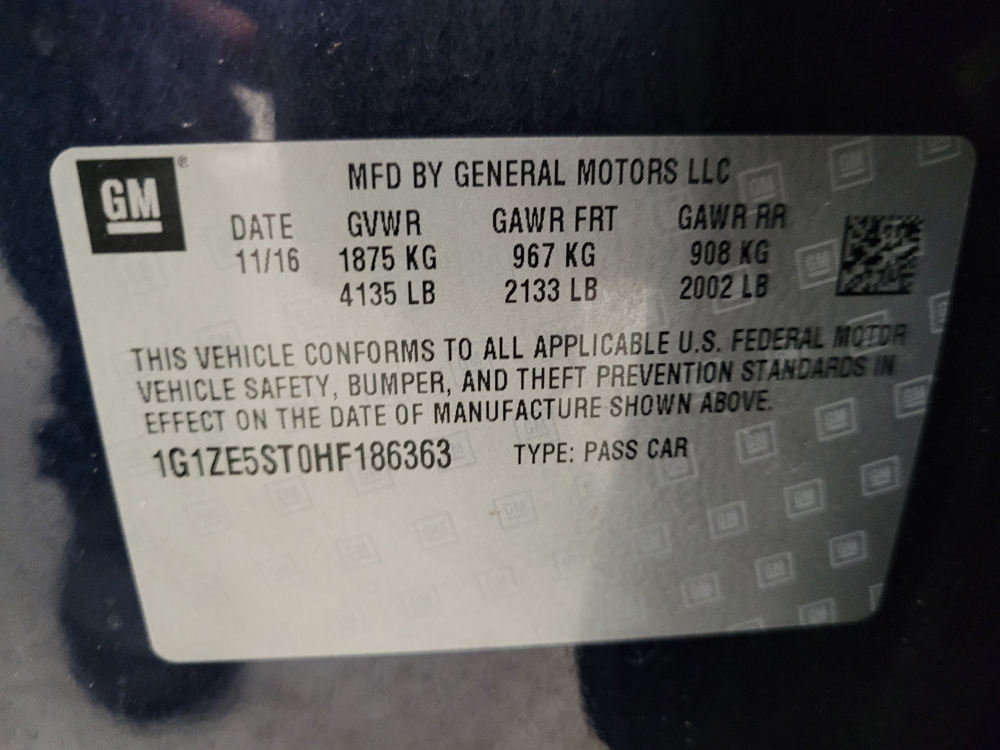 GM ®
MFD BY GENERAL MOTORS LLC
DATE GVWR GAWR FRT GAWR RR
11/16 1875 KG 967 KG 908 KG
4135 LB 2133 LB 2002 LB
THIS VEHICLE CONFORMS TO ALL APPLICABLE U.S. FEDERAL MOTOR
VEHICLE SAFETY, BUMPER, AND THEFT PREVENTION STANDARDS IN
EFFECT ON THE DATE OF MANUFACTURE SHOWN ABOVE.
1G1ZE5ST0HF186363 TYPE: PASS CAR